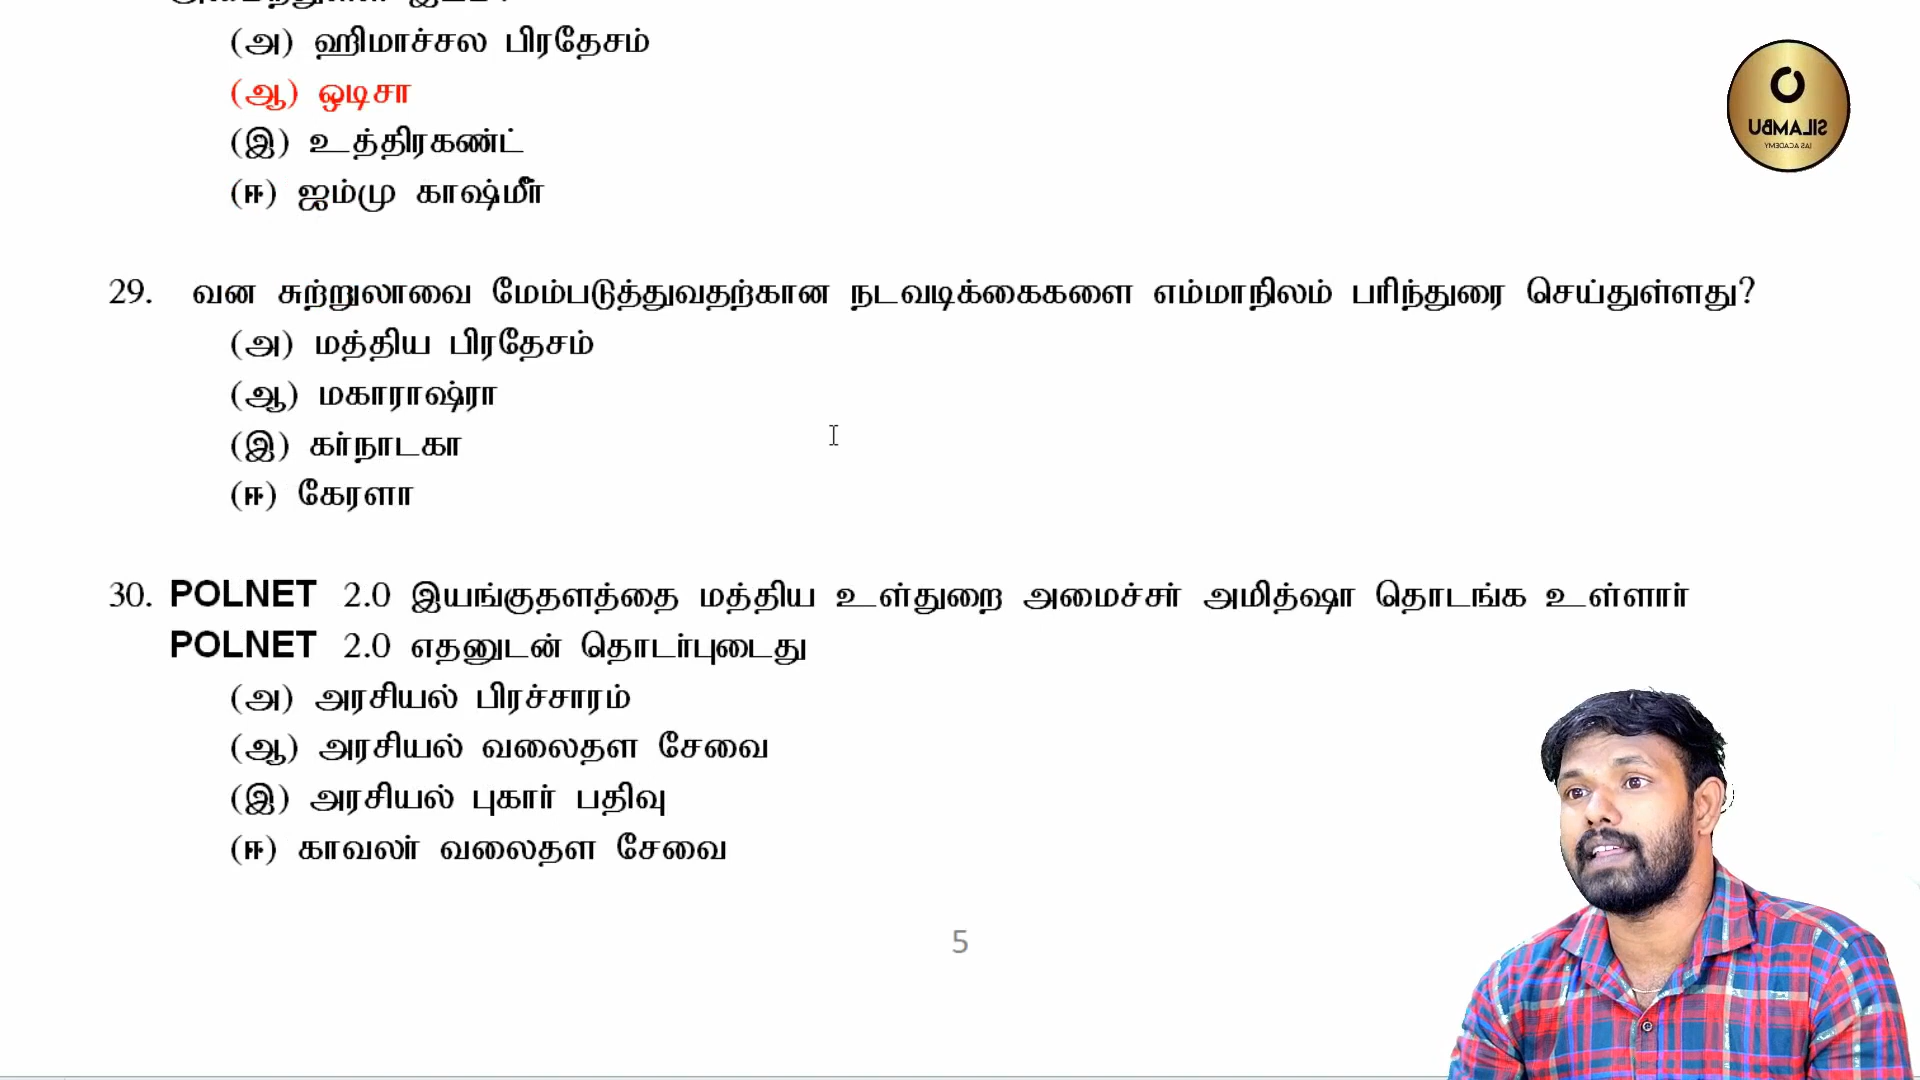 (அ) ஹிமாச்சல பிரதேசம்
(ஆ) ஒடிசா
(இ) உத்திரகண்ட்
(ஈ) ஜம்மு காஷ்மீர்
29. வன சுற்றுலாவை மேம்படுத்துவதற்கான நடவடிக்கைகளை எம்மாநிலம் பரிந்துரை செய்துள்ளது?
(அ) மத்திய பிரதேசம்
(ஆ) மகாராஷ்ரா
(இ) கர்நாடகா
(ஈ) கேரளா
30. POLNET 2.0 இயங்குதளத்தை மத்திய உள்துறை அமைச்சர் அமித்ஷா தொடங்க உள்ளார்
POLNET 2.0 எதனுடன் தொடர்புடைது
(அ) அரசியல் பிரச்சாரம்
(ஆ) அரசியல் வலைதள சேவை
(இ) அரசியல் புகார் பதிவு
(ஈ) காவலர் வலைதள சேவை
5
SILAMBU
IAS ACADEMY